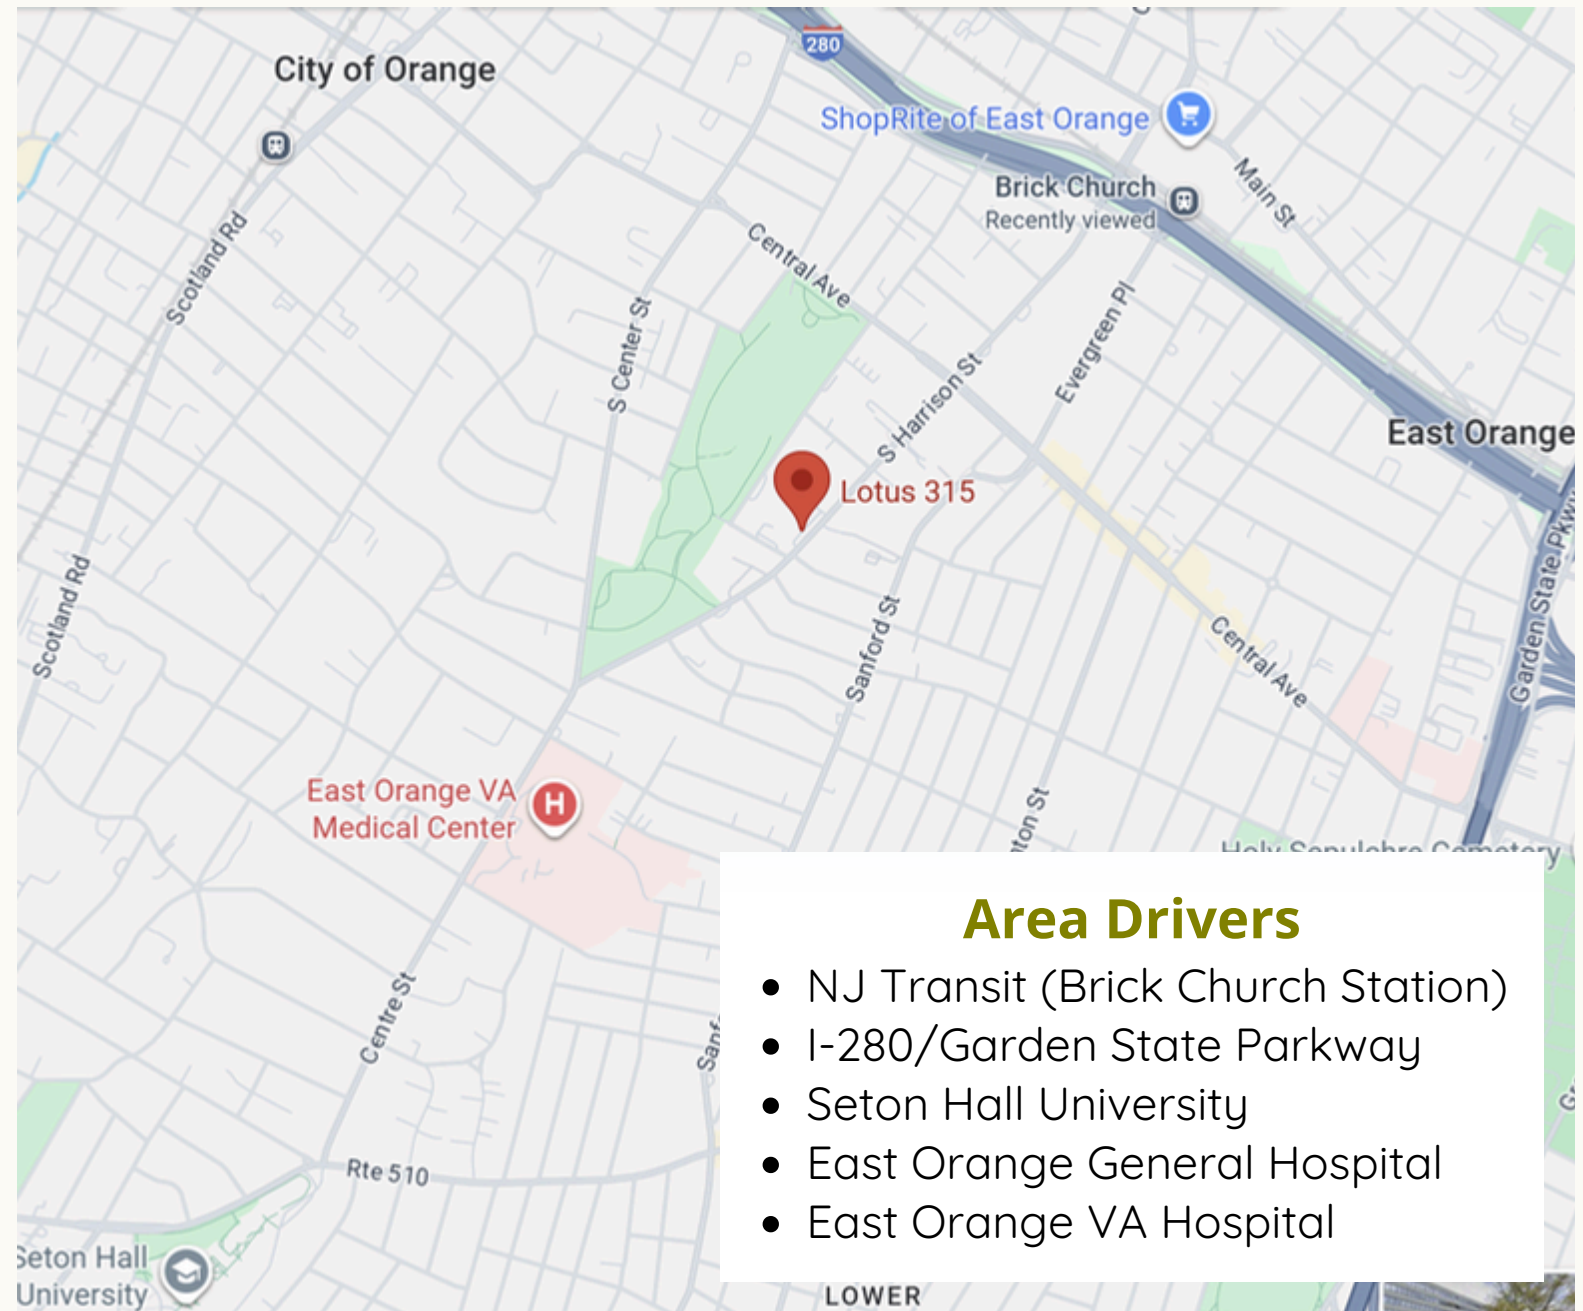 280
City of Orange
ShopRite of East Orange
Brick Church
Recently viewed
Main St
Scotland Rd
Central Ave
S Center St
Evergreen Pl
S Harrison St
East Orange
Lotus 315
Garden State Pkwy
Scotland Rd
Sanford St
Central Ave
East Orange VA
Medical Center
Holy Sepulchre Cemetery
Centre St
Rte 510
Seton Hall
University
Area Drivers
• NJ Transit (Brick Church Station)
• I-280/Garden State Parkway
• Seton Hall University
• East Orange General Hospital
• East Orange VA Hospital
LOWER